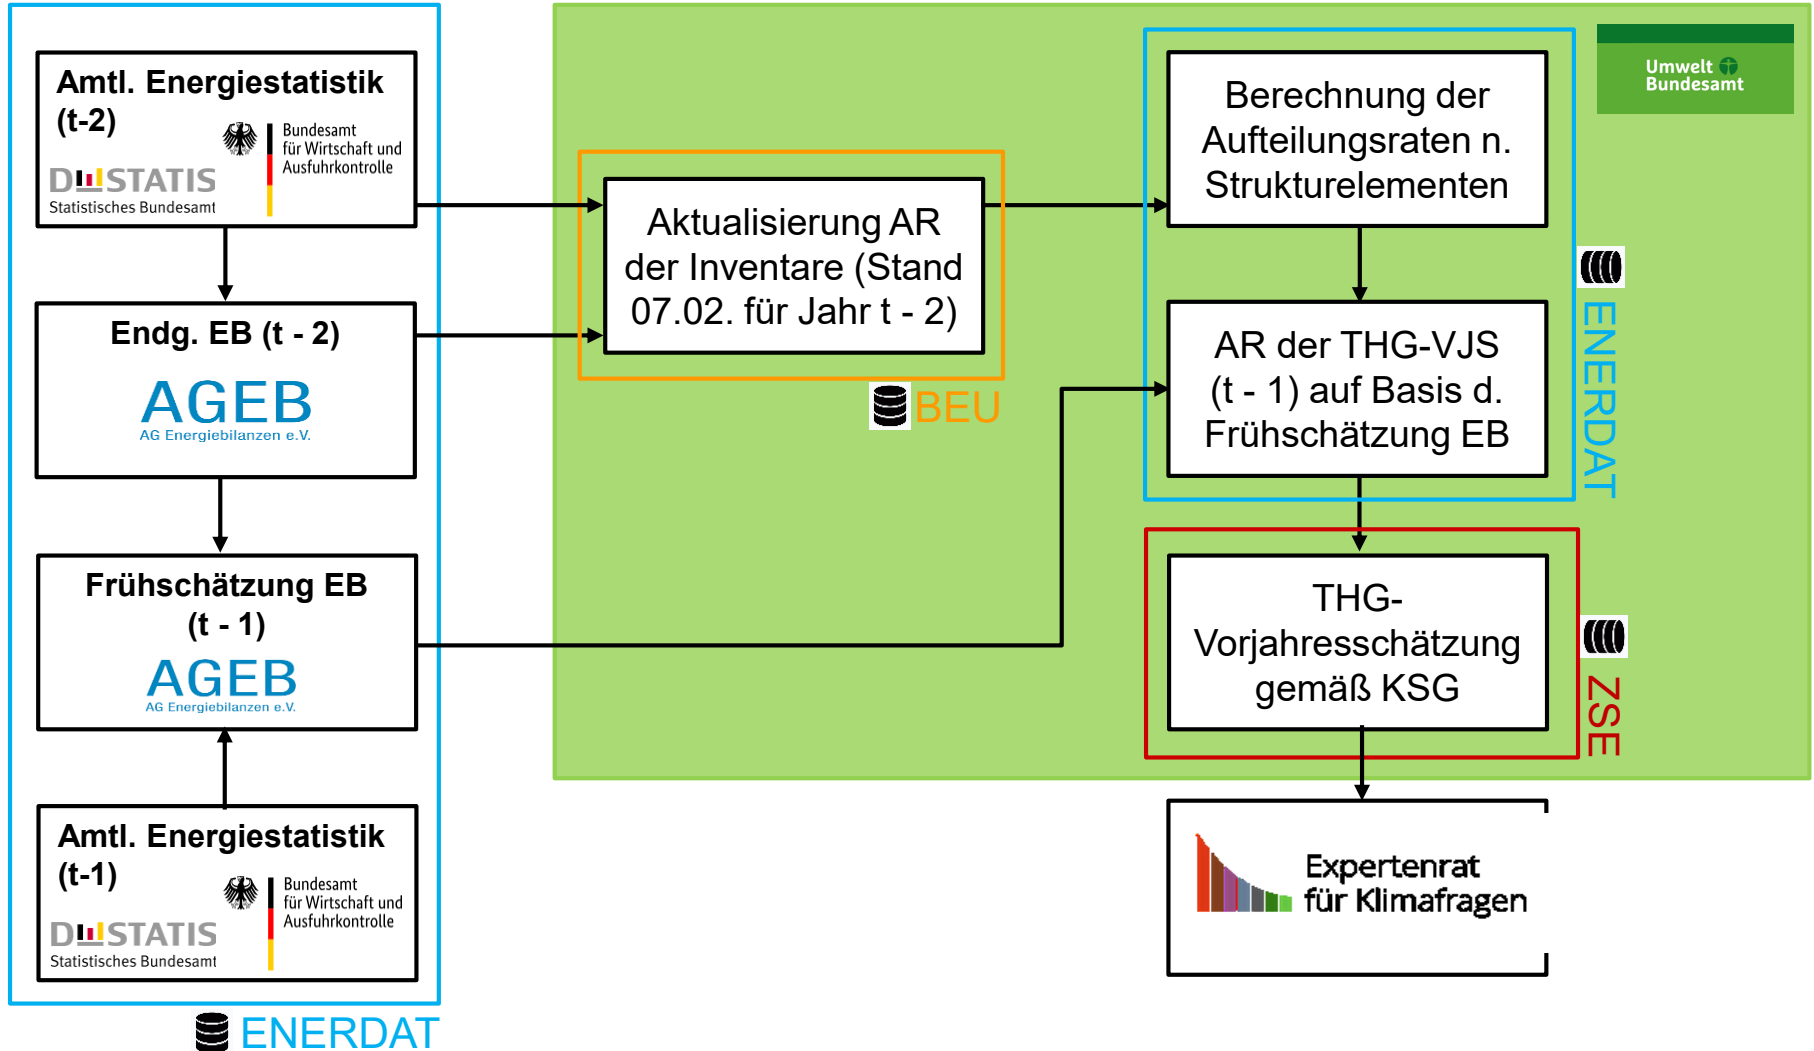 Amtl. Energiestatistik
(t-2)
Bundesamt
für Wirtschaft und
Ausfuhrkontrolle
DESTATIS
Statistisches Bundesamt
Endg. EB (t - 2)
AGEB
AG Energiebilanzen e.V.
Frühschätzung EB
(t - 1)
AGEB
AG Energiebilanzen e.V.
Amtl. Energiestatistik
(t-1)
Bundesamt
für Wirtschaft und
Ausfuhrkontrolle
DESTATIS
Statistisches Bundesamt
ENERDAT
Aktualisierung AR
der Inventare (Stand
07.02. für Jahr t - 2)
BEU
Berechnung der
Aufteilungsraten n.
Strukturelementen
AR der THG-VJS
(t - 1) auf Basis d.
Frühschätzung EB
ENERDAT
Umwelt
Bundesamt
THG-
Vorjahresschätzung
gemäß KSG
ZSE
Expertenrat
für Klimafragen